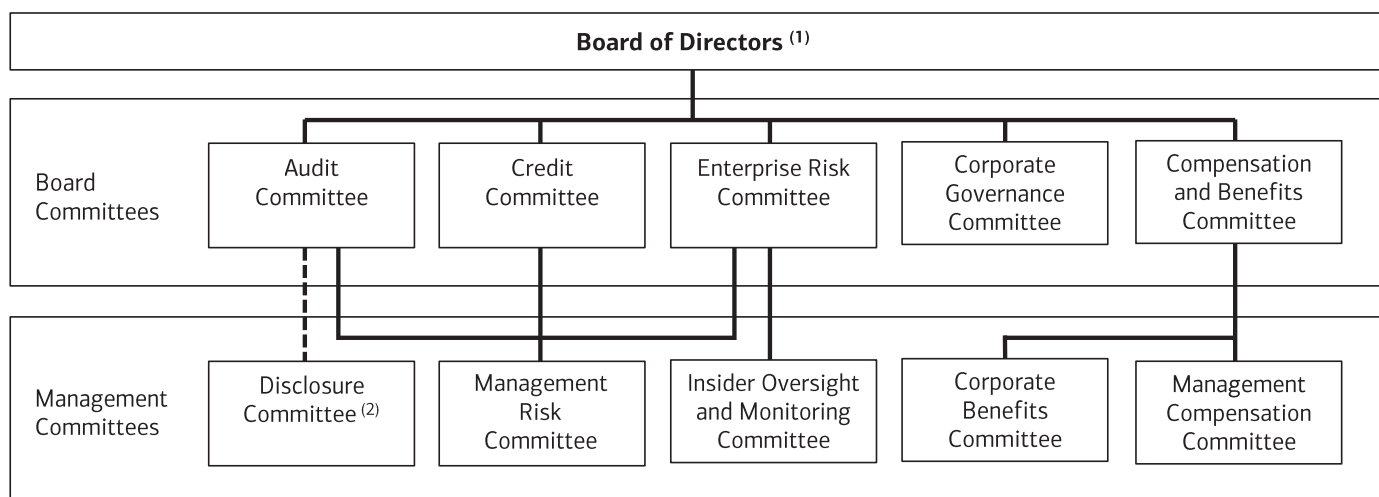 Board of Directors (1)
Board
Committees
Audit
Committee
Credit
Committee
Enterprise Risk
Committee
Corporate
Governance
Committee
Compensation
and Benefits
Committee
Management
Committees
Disclosure
Committee (2)
Management
Risk
Committee
Insider Oversight
and Monitoring
Committee
Corporate
Benefits
Committee
Management
Compensation
Committee